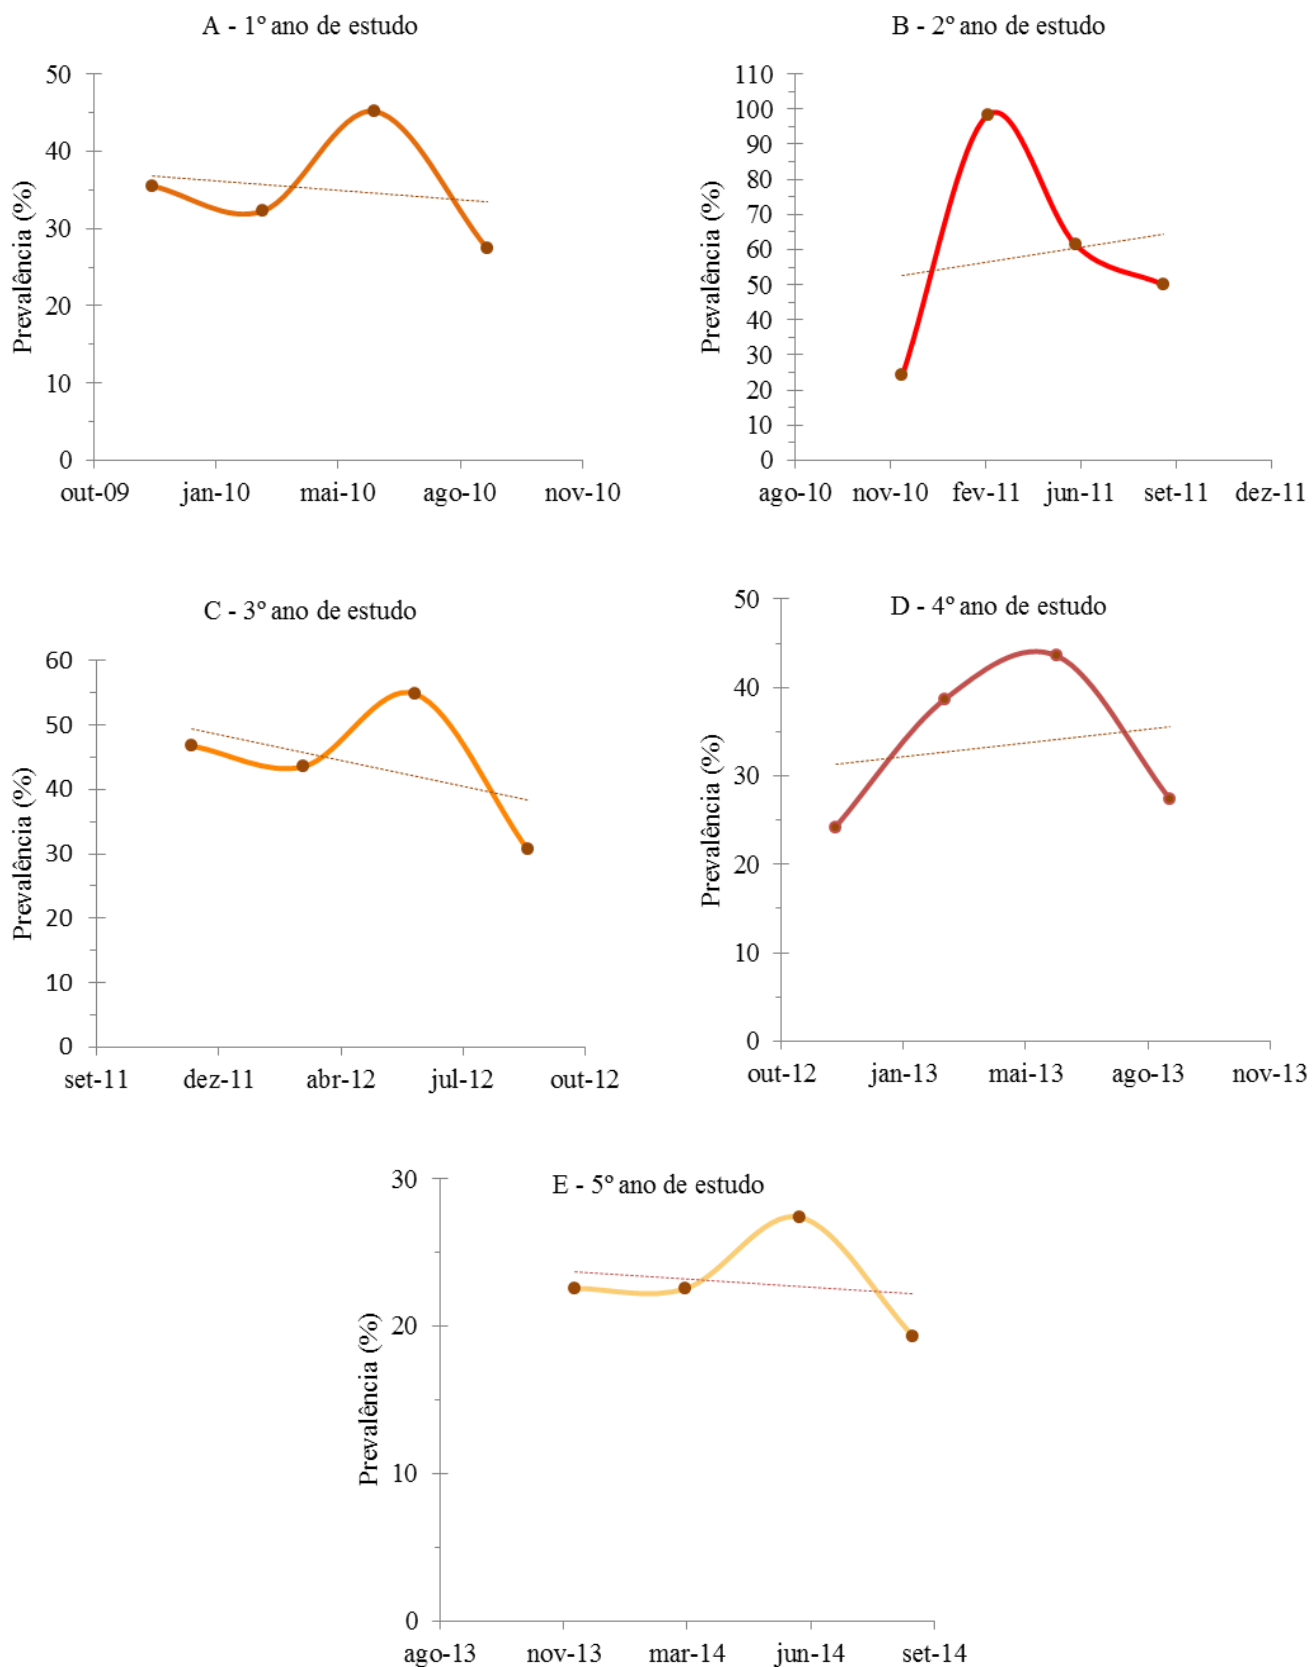 A - 1º ano de estudo
Prevalência (%)
50
40
30
20
10
0
out-09 jan-10 mai-10 ago-10 nov-10
B - 2º ano de estudo
Prevalência (%)
110
100
90
80
70
60
50
40
30
20
10
0
ago-10 nov-10 fev-11 jun-11 set-11 dez-11
C - 3º ano de estudo
Prevalência (%)
60
50
40
30
20
10
0
set-11 dez-11 abr-12 jul-12 out-12
D - 4º ano de estudo
Prevalência (%)
50
40
30
20
10
0
out-12 jan-13 mai-13 ago-13 nov-13
E - 5º ano de estudo
Prevalência (%)
30
20
10
0
ago-13 nov-13 mar-14 jun-14 set-14